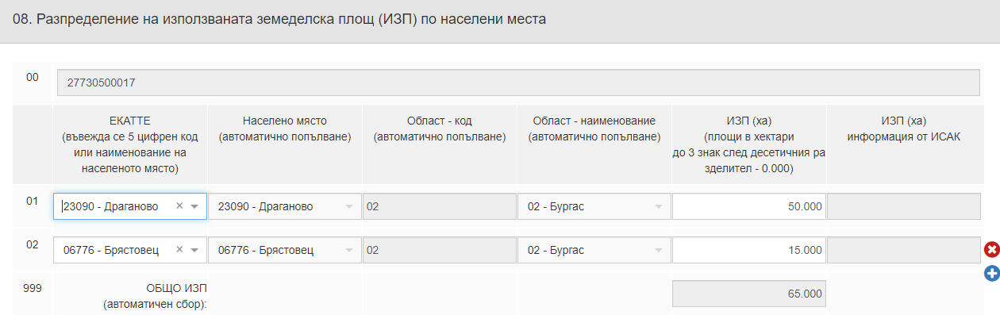 08. Разпределение на използваната земеделска площ (ИЗП) по населени места
00
27730500017
ЕКАТТЕ
(въвежда се 5 цифрен код
или наименование на
населеното място)
Населено място
(автоматично попълване)
Област - код
(автоматично попълване)
Област - наименование
(автоматично попълване)
ИЗП (ха)
(площи в хектари
до 3 знак след десетичния ра
зделител - 0.000)
ИЗП (ха)
информация от ИСАК
01 23090 - Драганово × 23090 - Драганово 02 02 - Бургас 50.000
02 06776 - Брястовец × 06776 - Брястовец 02 02 - Бургас 15.000
999 ОБЩО ИЗП
(автоматичен сбор):
65.000